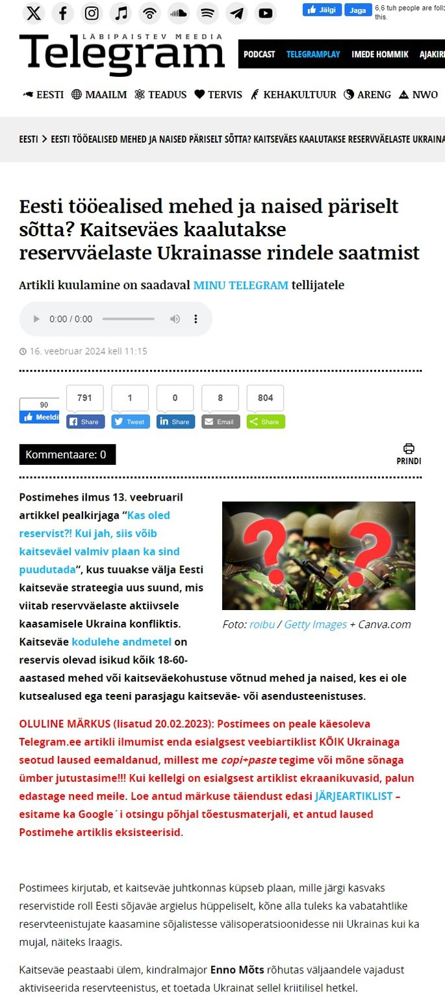 Jälgi Jaga 6,6 tuh people are
this.
LÄBIPAISTEV MEEDIA
Telegram
PODCAST TELEGRAMPLAY IMEDE HOMMIK
EESTI MAAILM TEADUS TERVIS KEHAKULTUUR ARENG NWO
EESTI > EESTI TÖÖEALISED MEHED JA NAISED PÄRISELT SÕTTA? KAITSEVÄES KAALUTAKSE RESERVVÄELASTE UKRAINA
Eesti tööealised mehed ja naised päriselt
sõtta? Kaitseväes kaalutakse
reservväelaste Ukrainasse rindele saatmist
Artikli kuulamine on saadaval MINU TELEGRAM tellijatele
0:00 / 0:00
16. veebruar 2024 kell 11:15
90 791 1 0 8 804
Meeldi Share Tweet Share Email Share
Kommentaare: 0
PRINDI
Postimehes ilmus 13. veebruaril
artikkel pealkirjaga “Kas oled
reservist?! Kui jah, siis võib
kaitseväel valmiv plaan ka sind
puudutada“, kus tuuakse välja Eesti
kaitseväe strateegia uus suund, mis
viitab reservväelaste aktiivsele
kaasamisele Ukraina konfliktis.
Kaitseväe kodulehe andmetel on
reservis olevad isikud kõik 18-60-
aastased mehed või kaitseväekohustuse võtnud mehed ja naised, kes ei ole
kutsealused ega teeni parasjagu kaitseväe- või asendusteenistuses.
? ?
Foto: roibu / Getty Images + Canva.com
OLULINE MÄRKUS (lisatud 20.02.2023): Postimees on peale käesoleva
Telegram.ee artikli ilmumist enda esialgsest veebiartiklist KÕIK Ukrainaga
seotud laused eemaldanud, millest me copi+paste tegime või mõne sõnaga
ümber jutustasime!!! Kui kellelgi on esialgsest artiklist ekraanikuvasid, palun
edastage need meile. Loe antud märkuse täiendust edasi JÄRJEARTIKLIST –
esitame ka Google´i otsingu põhjal tõestusmaterjali, et antud laused
Postimehe artiklis eksisteerisid.
Postimees kirjutab, et kaitseväe juhtkonnas küpseb plaan, mille järgi kasvaks
reservistide roll Eesti sõjaväe argielus hüppeliselt, kõne alla tuleks ka vabatahtlike
reservteenistujate kaasamine sõjalistesse välisoperatsioonidesse nii Ukrainas kui ka
mujal, näiteks Iraagis.
Kaitseväe peastaabi ülem, kindralmajor Enno Mõts rõhutas väljaandele vajadust
aktiviseerida reservteenistus, et toetada Ukrainat sellel kriitilisel hetkel.